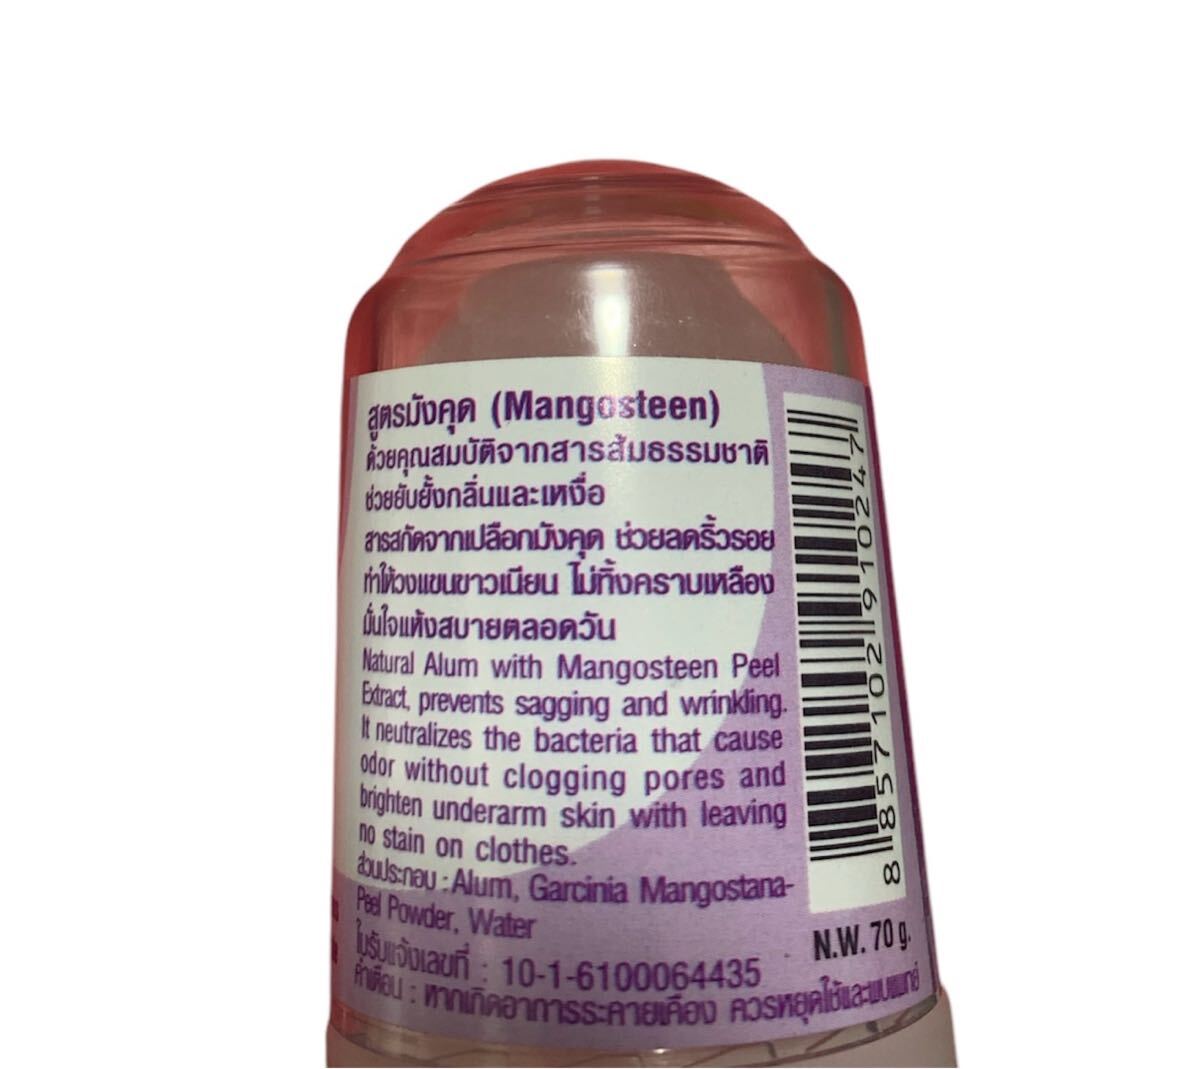 สูตรมังคุด (Mangosteen)
ด้วยคุณสมบัติจากสารส้มธรรมชาติ
ช่วยยับยั้งกลิ่นและเหงื่อ
สารสกัดจากเปลือกมังคุด ช่วยลดริ้วรอย
ทำให้วงแขนขาวเนียน ไม่ทิ้งคราบเหลือง
มั่นใจแห้งสบายตลอดวัน
Natural Alum with Mangosteen Peel
Extract, prevents sagging and wrinkling.
It neutralizes the bacteria that cause
odor without clogging pores and
brighten underarm skin with leaving
no stain on clothes.
ส่วนประกอบ : Alum, Garcinia Mangostana-
Peel Powder, Water
ใบรับแจ้งเลขที่ : 10-1-6100064435
คำเตือน : หากเกิดอาการระคายเคือง ควรหยุดใช้และพบแพทย์
8 857102 910247
N.W. 70 g.